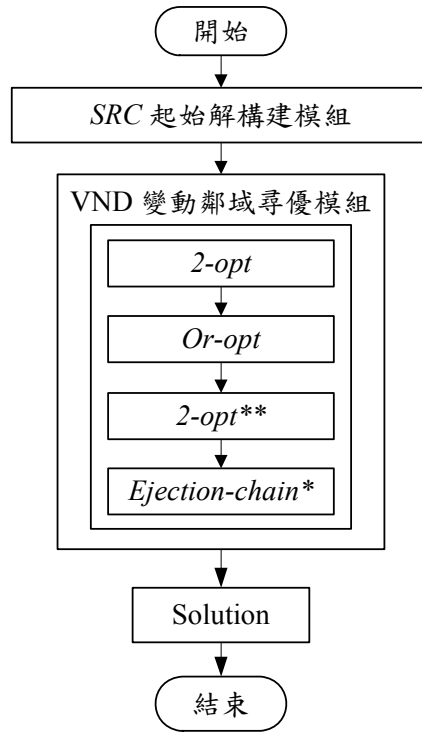 開始
SRC 起始解構建模組
VND 變動鄰域尋優模組
2-opt
Or-opt
2-opt**
Ejection-chain*
Solution
結束